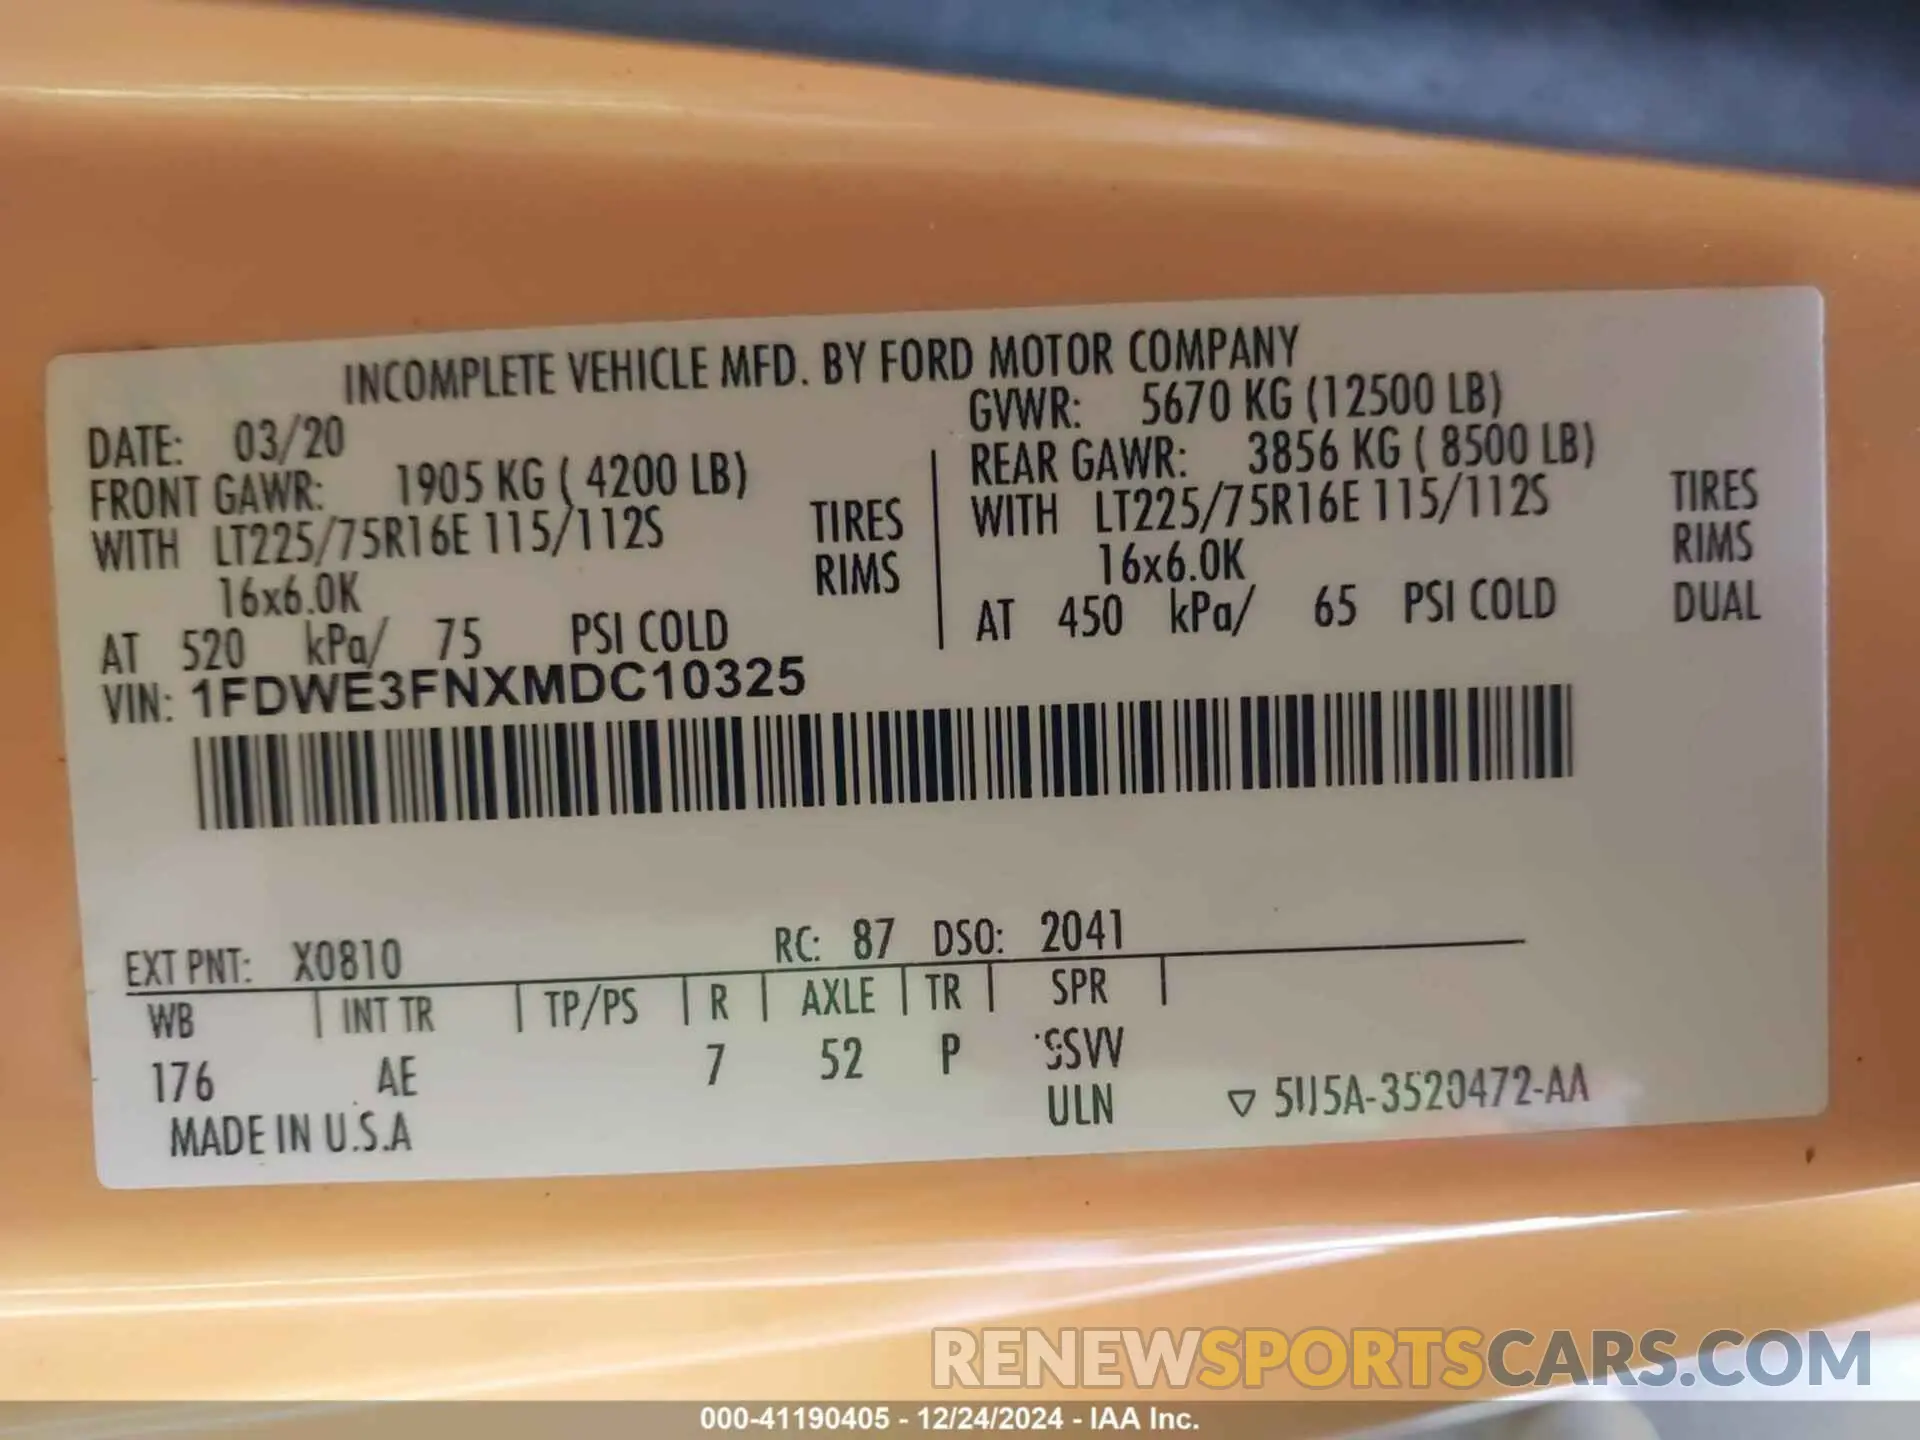 INCOMPLETE VEHICLE MFD. BY FORD MOTOR COMPANY
DATE: 03/20
GVWR: 5670 KG (12500 LB)
FRONT GAWR: 1905 KG ( 4200 LB)
WITH LT225/75R16E 115/112S TIRES
16x6.0K RIMS
AT 520 kPa/ 75 PSI COLD
REAR GAWR: 3856 KG ( 8500 LB)
WITH LT225/75R16E 115/112S TIRES
16x6.0K RIMS
AT 450 kPa/ 65 PSI COLD DUAL
VIN: 1FDWE3FNXMDC10325
EXT PNT: X0810 RC: 87 DSO: 2041
WB INT TR TP/PS R AXLE TR SPR
176 AE 7 52 P SSVV
ULN
MADE IN U.S.A
5U5A-3520472-AA
RENEWSPORTSCARS.COM
000-41190405 - 12/24/2024 - IAA Inc.